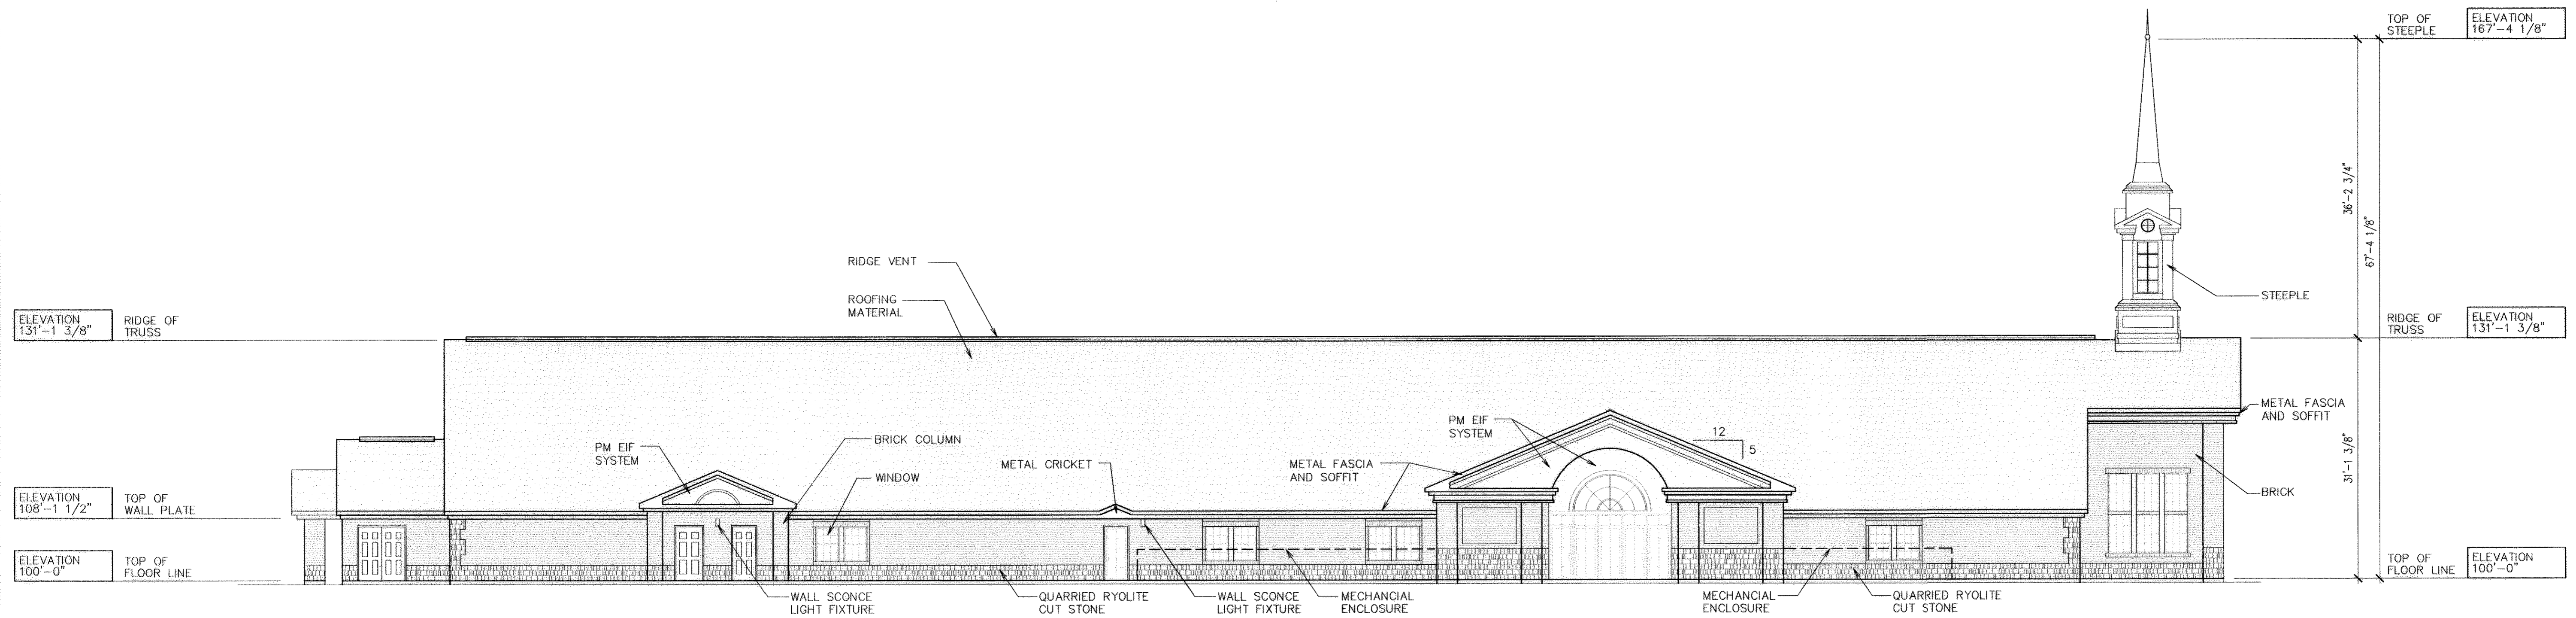 TOP OF
STEEPLE
ELEVATION
167'-4 1/8"
36'-2 3/4"
67'-4 1/8"
RIDGE VENT
ROOFING
MATERIAL
STEEPLE
ELEVATION
131'-1 3/8"
RIDGE OF
TRUSS
RIDGE OF
TRUSS
ELEVATION
131'-1 3/8"
METAL FASCIA
AND SOFFIT
PM EIF
SYSTEM
BRICK COLUMN
METAL CRICKET
METAL FASCIA
AND SOFFIT
PM EIF
SYSTEM
12
5
31'-1 3/8"
WINDOW
BRICK
ELEVATION
108'-1 1/2"
TOP OF
WALL PLATE
ELEVATION
100'-0"
TOP OF
FLOOR LINE
TOP OF
FLOOR LINE
ELEVATION
100'-0"
WALL SCONCE
LIGHT FIXTURE
QUARRIED RYOLITE
CUT STONE
WALL SCONCE
LIGHT FIXTURE
MECHANCIAL
ENCLOSURE
MECHANCIAL
ENCLOSURE
QUARRIED RYOLITE
CUT STONE